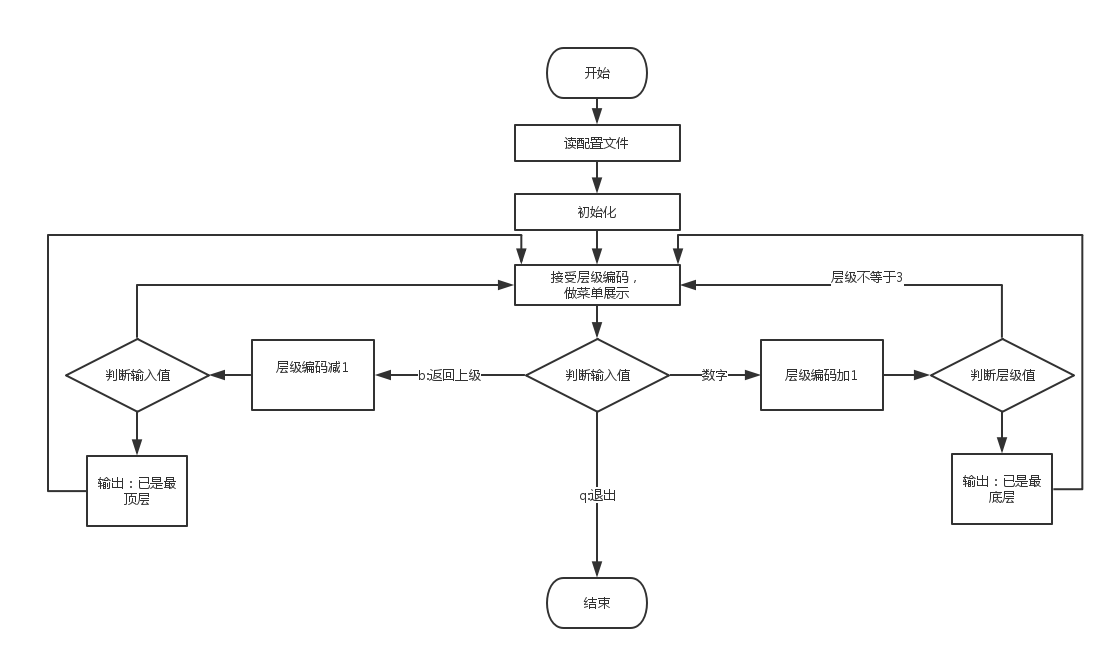 开始
读配置文件
初始化
接受层级编码，
做菜单展示
层级不等于3
判断输入值
层级编码减1
b:返回上级
判断输入值
数字
层级编码加1
判断层级值
输出：已是最
顶层
q:退出
输出：已是最
底层
结束